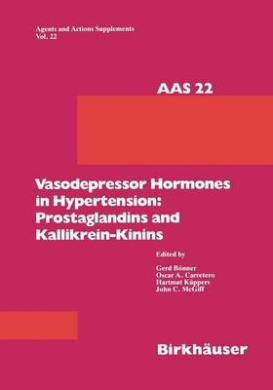 Agents and Actions Supplements
Vol. 22
AAS 22
Vasodepressor Hormones
in Hypertension:
Prostaglandins and
Kallikrein-Kinins
Edited by
Gerd Bönner
Oscar A. Carretero
Hartmut Küppers
John C. McGiff
Birkhäuser